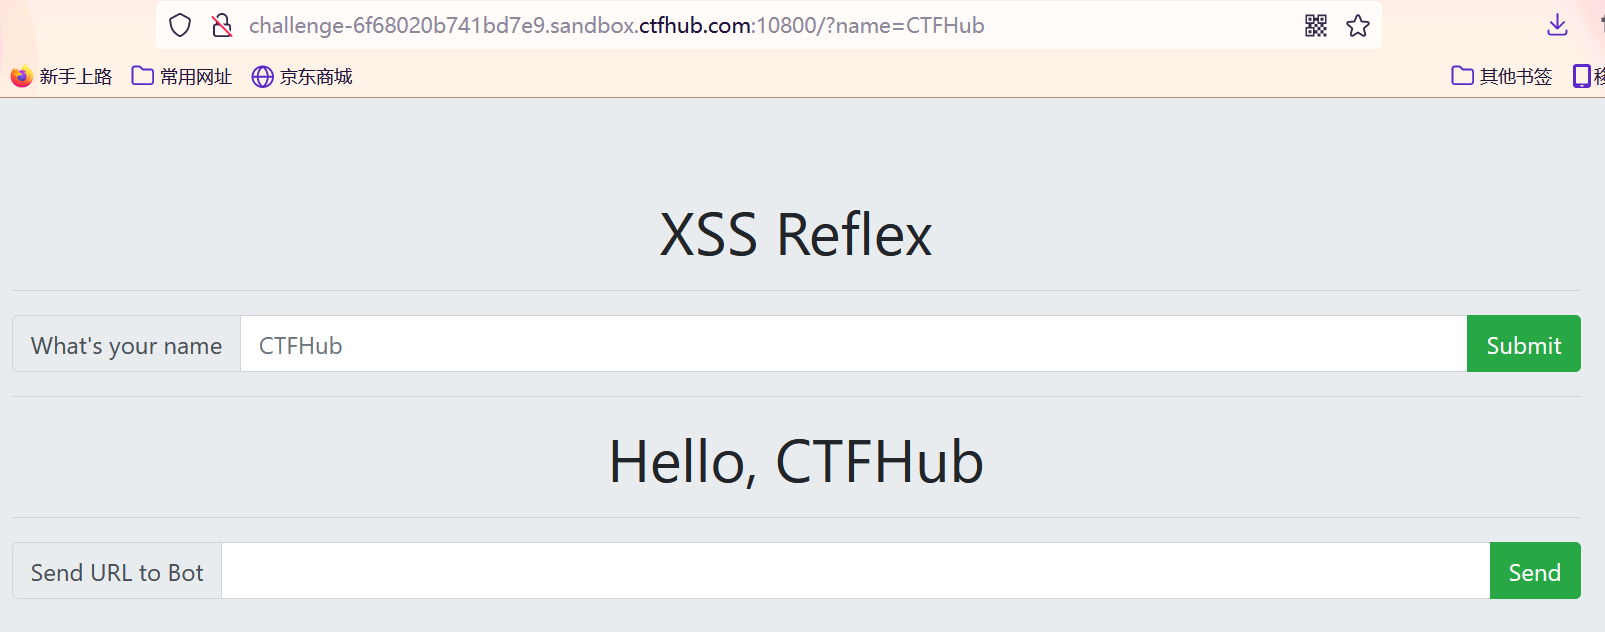 challenge-6f68020b741bd7e9.sandbox.ctfhub.com:10800/?name=CTFHub
新手上路 常用网址 京东商城 其他书签
XSS Reflex
What's your name CTFHub Submit
Hello, CTFHub
Send URL to Bot Send